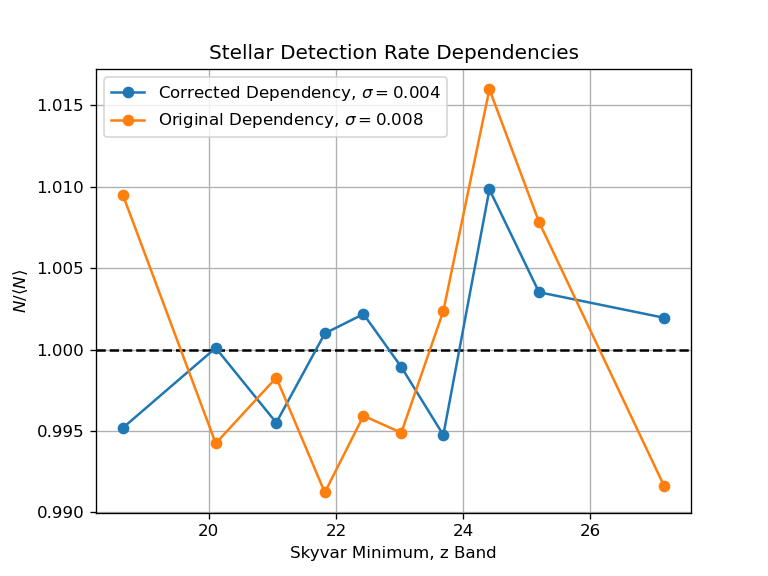 Stellar Detection Rate Dependencies
Corrected Dependency, σ = 0.004
Original Dependency, σ = 0.008
1.015
1.010
1.005
1.000
0.995
0.990
N/⟨N⟩
20 22 24 26
Skyvar Minimum, z Band